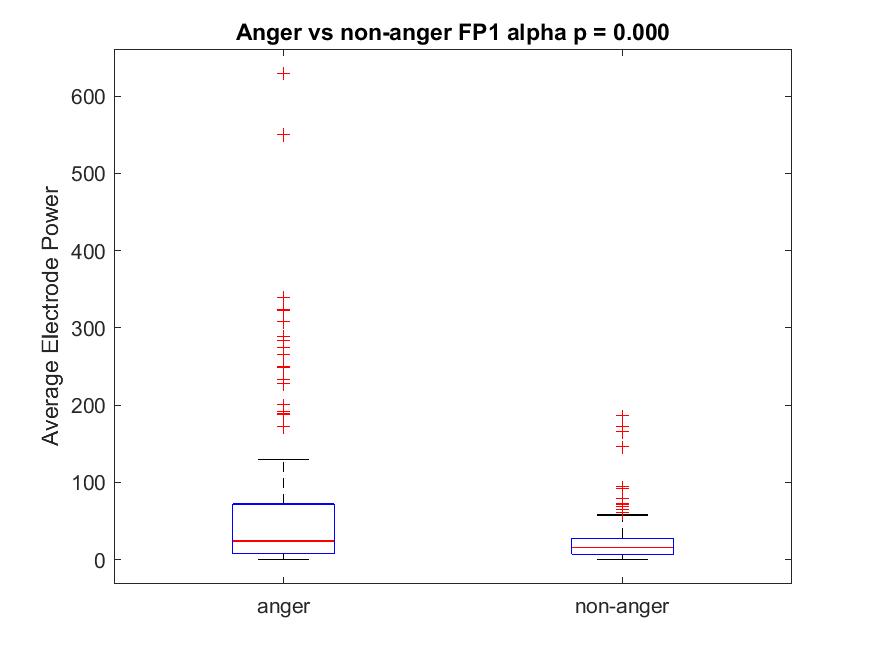 Anger vs non-anger FP1 alpha p = 0.000
Average Electrode Power
600
500
400
300
200
100
0
anger
non-anger